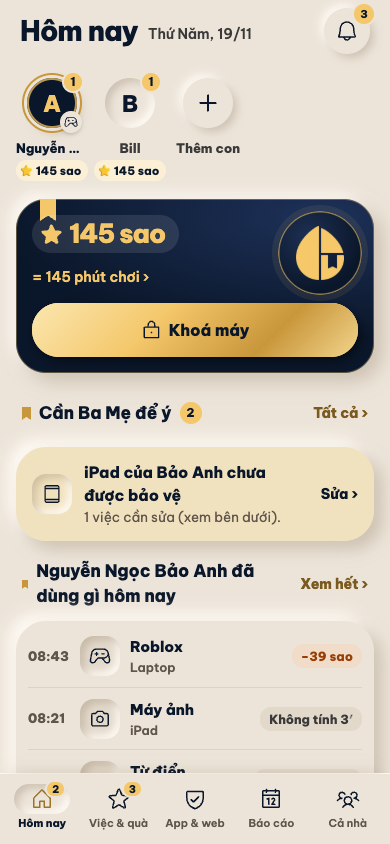 Hôm nay Thứ Năm, 19/11
3
A 1
B 1
Nguyễn ... Bill Thêm con
145 sao 145 sao
145 sao
= 145 phút chơi ›
Khoá máy
Cần Ba Mẹ để ý 2 Tất cả ›
iPad của Bảo Anh chưa
được bảo vệ
Sửa ›
1 việc cần sửa (xem bên dưới).
Nguyễn Ngọc Bảo Anh đã
dùng gì hôm nay
Xem hết ›
08:43 Roblox −39 sao
Laptop
08:21 Máy ảnh Không tính 3′
iPad
Từ điển
2 3 12
Hôm nay Việc & quà App & web Báo cáo Cả nhà